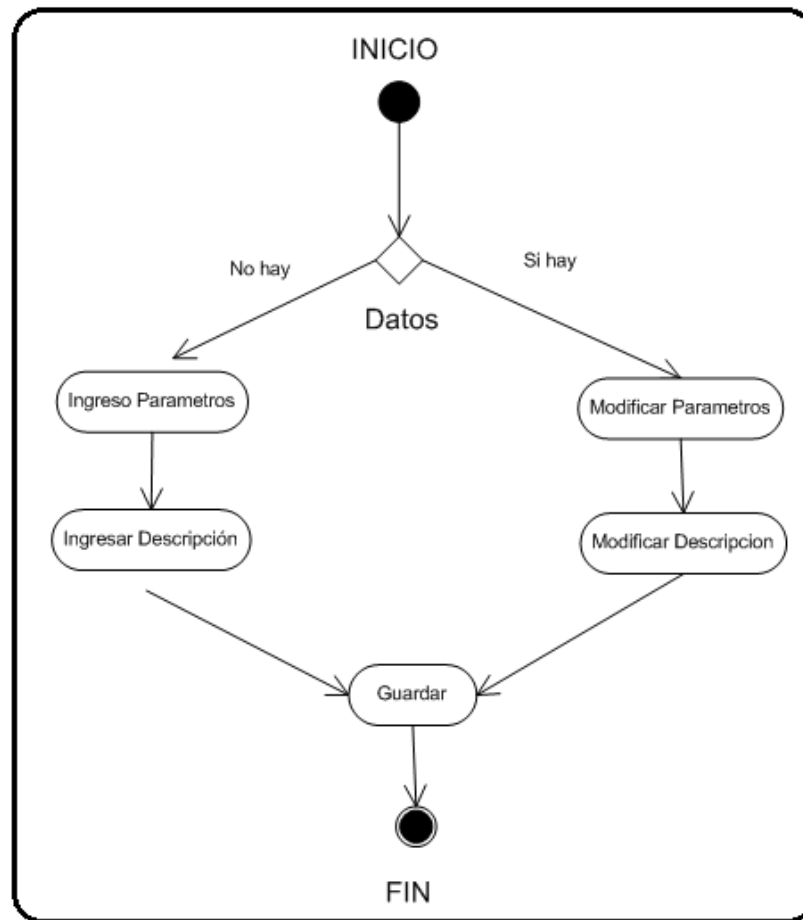 INICIO
No hay
Si hay
Datos
Ingreso Parametros
Modificar Parametros
Ingresar Descripción
Modificar Descripcion
Guardar
FIN